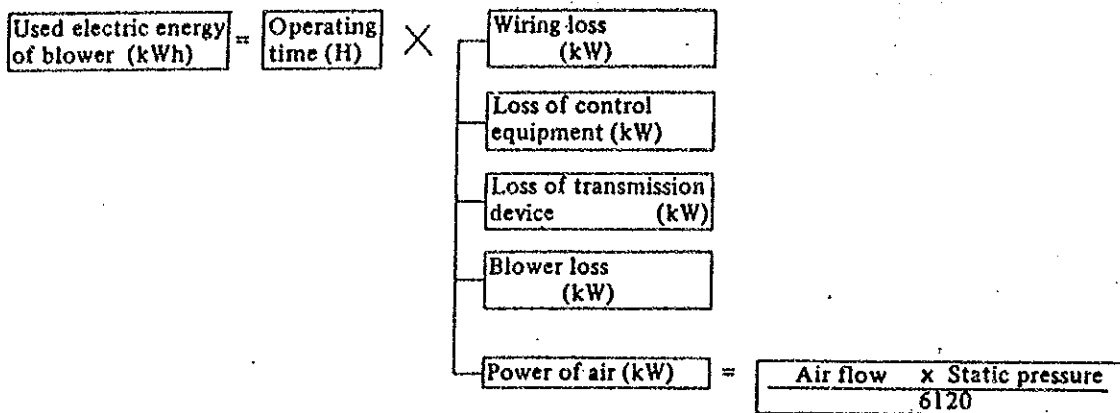 Used electric energy
of blower (kWh)
=
Operating
time (H)
×
Wiring loss
(kW)
Loss of control
equipment (kW)
Loss of transmission
device (kW)
Blower loss
(kW)
Power of air (kW)
=
Air flow x Static pressure
6120